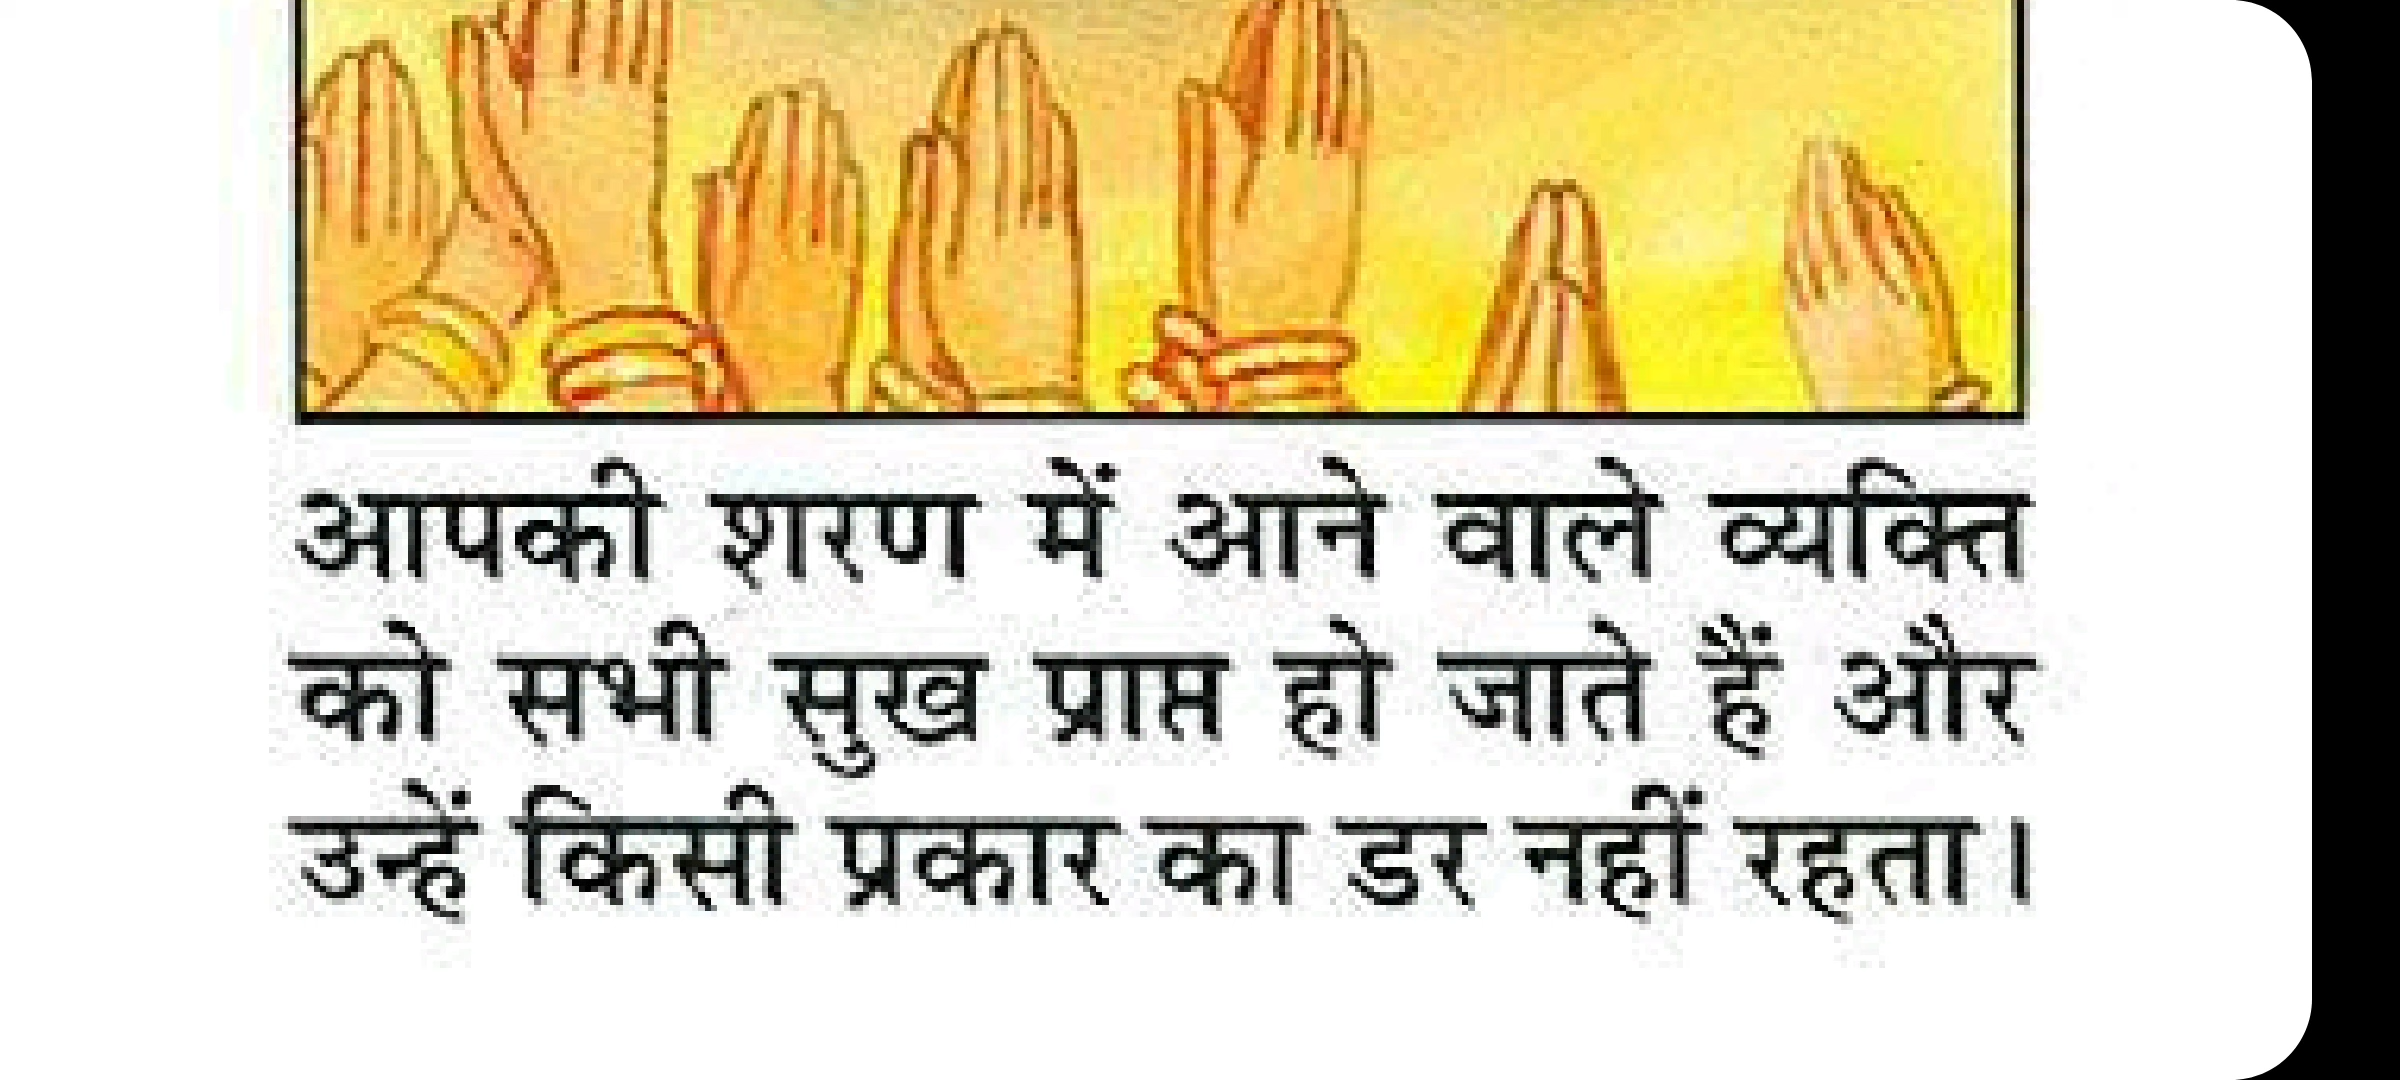 आपकी शरण में आने वाले व्यक्ति
को सभी सुख प्राप्त हो जाते हैं और
उन्हें किसी प्रकार का डर नहीं रहता।